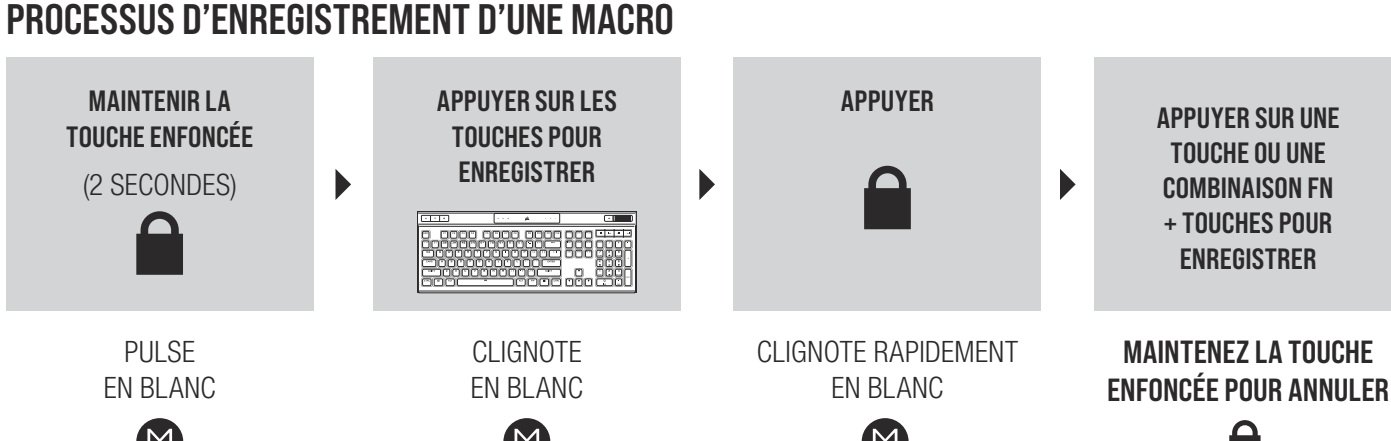 PROCESSUS D'ENREGISTREMENT D'UNE MACRO
MAINTENIR LA
TOUCHE ENFONCÉE
(2 SECONDES)
PULSE
EN BLANC
APPUYER SUR LES
TOUCHES POUR
ENREGISTRER
CLIGNOTE
EN BLANC
APPUYER
CLIGNOTE RAPIDEMENT
EN BLANC
APPUYER SUR UNE
TOUCHE OU UNE
COMBINAISON FN
+ TOUCHES POUR
ENREGISTRER
MAINTENEZ LA TOUCHE
ENFONCÉE POUR ANNULER